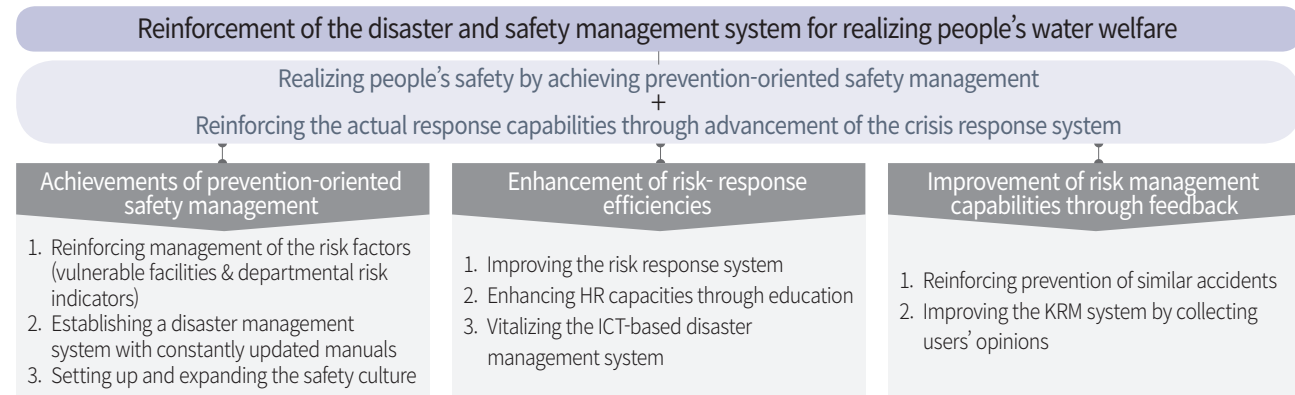 Reinforcement of the disaster and safety management system for realizing people’s water welfare
Realizing people’s safety by achieving prevention-oriented safety management
+
Reinforcing the actual response capabilities through advancement of the crisis response system
Achievements of prevention-oriented
safety management
1. Reinforcing management of the risk factors
(vulnerable facilities & departmental risk
indicators)
2. Establishing a disaster management
system with constantly updated manuals
3. Setting up and expanding the safety culture
Enhancement of risk- response
efficiencies
1. Improving the risk response system
2. Enhancing HR capacities through education
3. Vitalizing the ICT-based disaster
management system
Improvement of risk management
capabilities through feedback
1. Reinforcing prevention of similar accidents
2. Improving the KRM system by collecting
users’ opinions